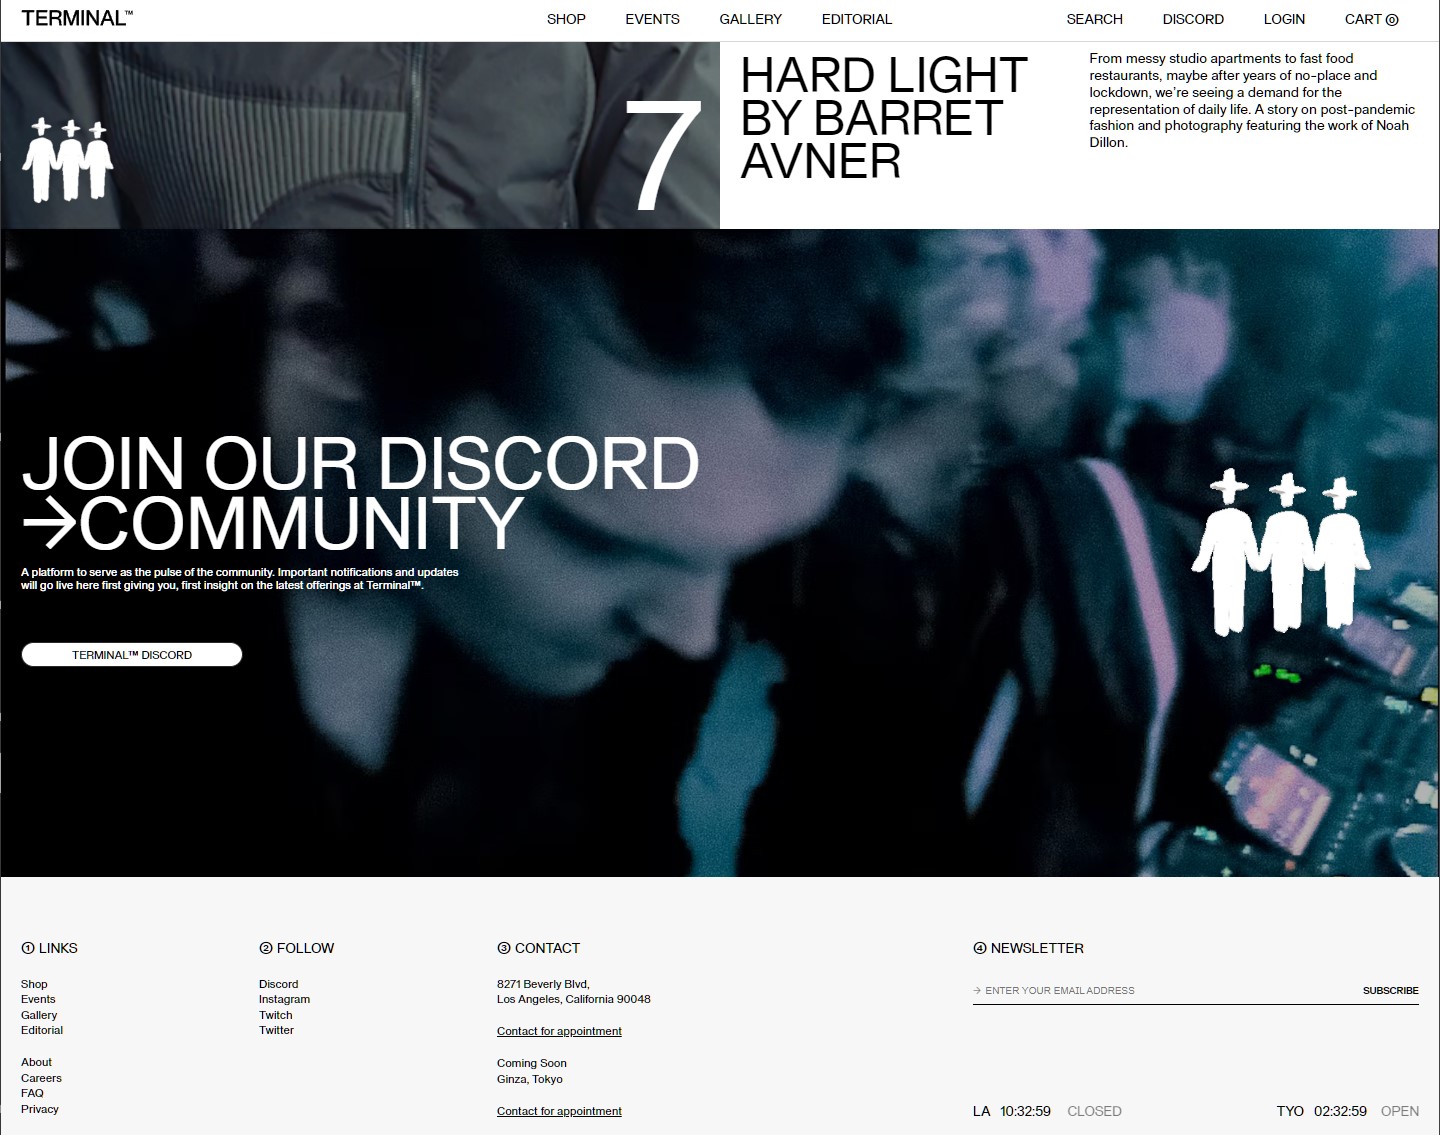 TERMINAL™
SHOP EVENTS GALLERY EDITORIAL
SEARCH DISCORD LOGIN CART ⓪
7
HARD LIGHT
BY BARRET
AVNER
From messy studio apartments to fast food
restaurants, maybe after years of no-place and
lockdown, we're seeing a demand for the
representation of daily life. A story on post-pandemic
fashion and photography featuring the work of Noah
Dillon.
JOIN OUR DISCORD
→COMMUNITY
A platform to serve as the pulse of the community. Important notifications and updates
will go live here first giving you, first insight on the latest offerings at Terminal™.
TERMINAL™ DISCORD
① LINKS
Shop
Events
Gallery
Editorial
About
Careers
FAQ
Privacy
② FOLLOW
Discord
Instagram
Twitch
Twitter
③ CONTACT
8271 Beverly Blvd,
Los Angeles, California 90048
Contact for appointment
Coming Soon
Ginza, Tokyo
Contact for appointment
④ NEWSLETTER
→ ENTER YOUR EMAIL ADDRESS SUBSCRIBE
LA 10:32:59 CLOSED TYO 02:32:59 OPEN